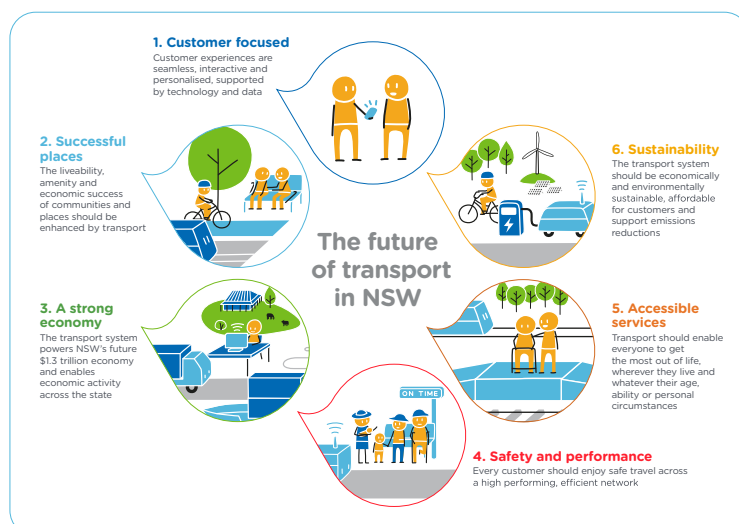 1. Customer focused
Customer experiences are
seamless, interactive and
personalised, supported
by technology and data
2. Successful
places
The liveability,
amenity and
economic success
of communities and
places should be
enhanced by transport
3. A strong
economy
The transport system
powers NSW's future
$1.3 trillion economy and
enables
economic activity
across the state
The future
of transport
in NSW
ON TIME
4. Safety and performance
Every customer should enjoy safe travel across
a high performing, efficient network
5. Accessible
services
Transport should enable
everyone to get
the most out of life,
wherever they live and
whatever their age,
ability or personal
circumstances
6. Sustainability
The transport system
should be economically
and environmentally
sustainable, affordable
for customers and
support emissions
reductions